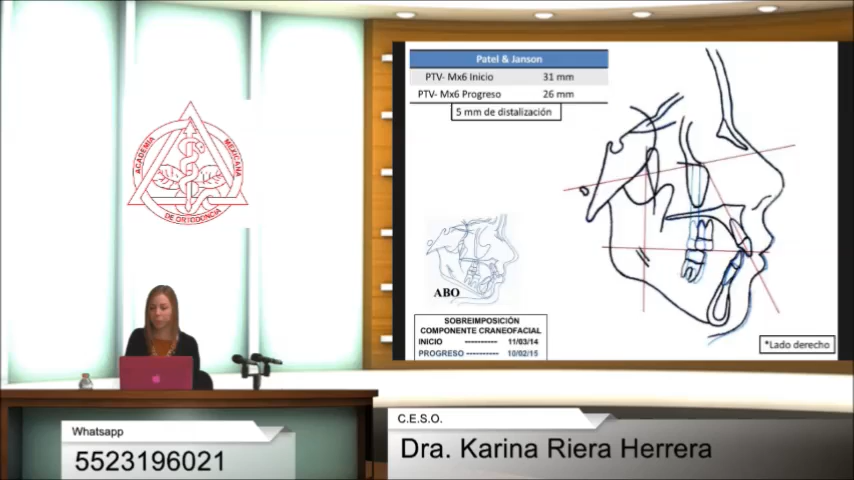 ACADEMIA MEXICANA
DE ORTODONCIA
Patel & Janson
PTV- Mx6 Inicio 31 mm
PTV- Mx6 Progreso 26 mm
5 mm de distalización
ABO
SOBREIMPOSICIÓN
COMPONENTE CRANEOFACIAL
INICIO ---------- 11/03/14
PROGRESO ---------- 10/02/15
*Lado derecho
Whatsapp
5523196021
C.E.S.O.
Dra. Karina Riera Herrera